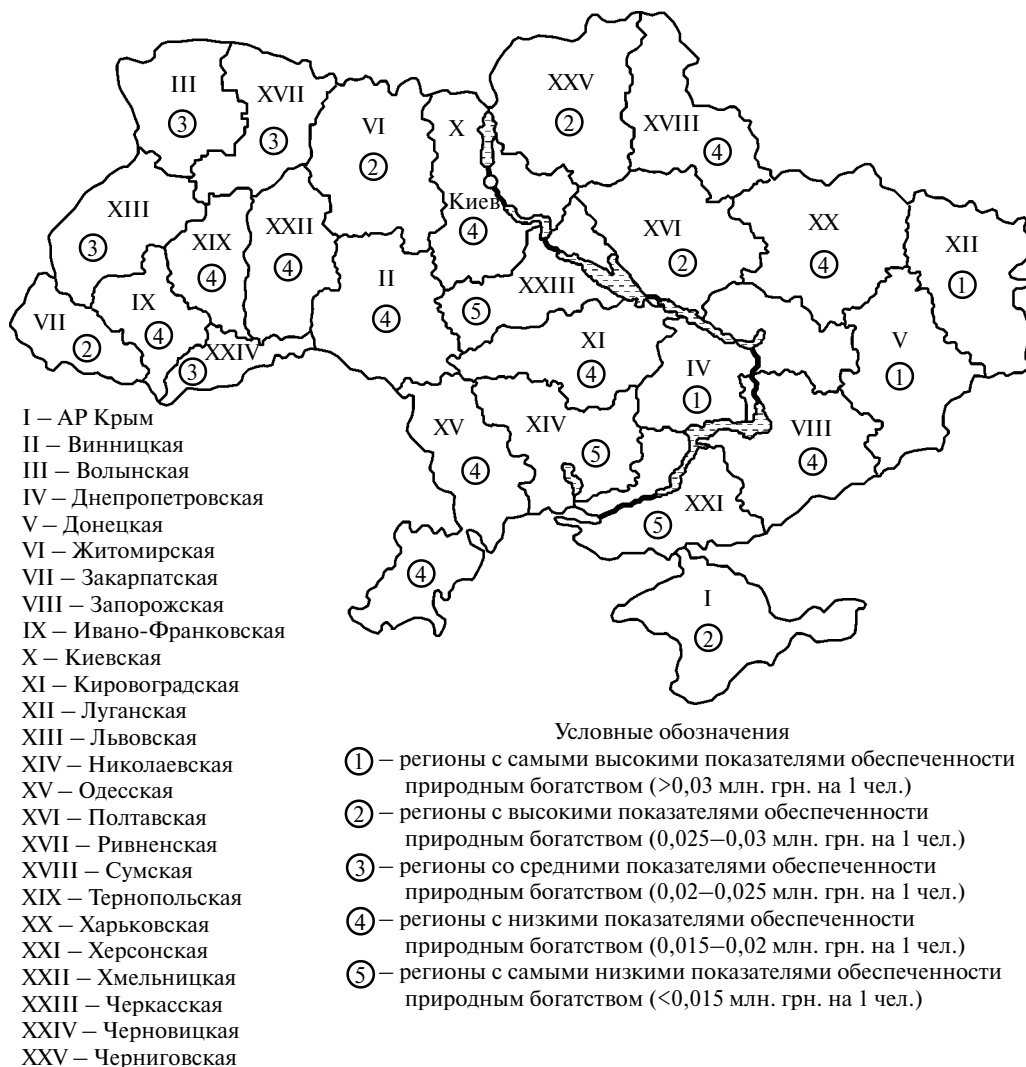 III
3
XVII
3
VI
2
X
Киев
4
XXV
2
XVIII
4
XIII
3
XIX
4
XXII
4
II
4
XXIII
5
XVI
2
XX
4
XII
1
VII
2
IX
4
XXIV
3
XI
4
IV
1
V
1
XV
4
XIV
5
VIII
4
XXI
5
4
I
2
I – АР Крым
II – Винницкая
III – Волынская
IV – Днепропетровская
V – Донецкая
VI – Житомирская
VII – Закарпатская
VIII – Запорожская
IX – Ивано-Франковская
X – Киевская
XI – Кировоградская
XII – Луганская
XIII – Львовская
XIV – Николаевская
XV – Одесская
XVI – Полтавская
XVII – Ривненская
XVIII – Сумская
XIX – Тернопольская
XX – Харьковская
XXI – Херсонская
XXII – Хмельницкая
XXIII – Черкасская
XXIV – Черновицкая
XXV – Черниговская
Условные обозначения
1 – регионы с самыми высокими показателями обеспеченности
природным богатством (>0,03 млн. грн. на 1 чел.)
2 – регионы с высокими показателями обеспеченности
природным богатством (0,025–0,03 млн. грн. на 1 чел.)
3 – регионы со средними показателями обеспеченности
природным богатством (0,02–0,025 млн. грн. на 1 чел.)
4 – регионы с низкими показателями обеспеченности
природным богатством (0,015–0,02 млн. грн. на 1 чел.)
5 – регионы с самыми низкими показателями обеспеченности
природным богатством (<0,015 млн. грн. на 1 чел.)